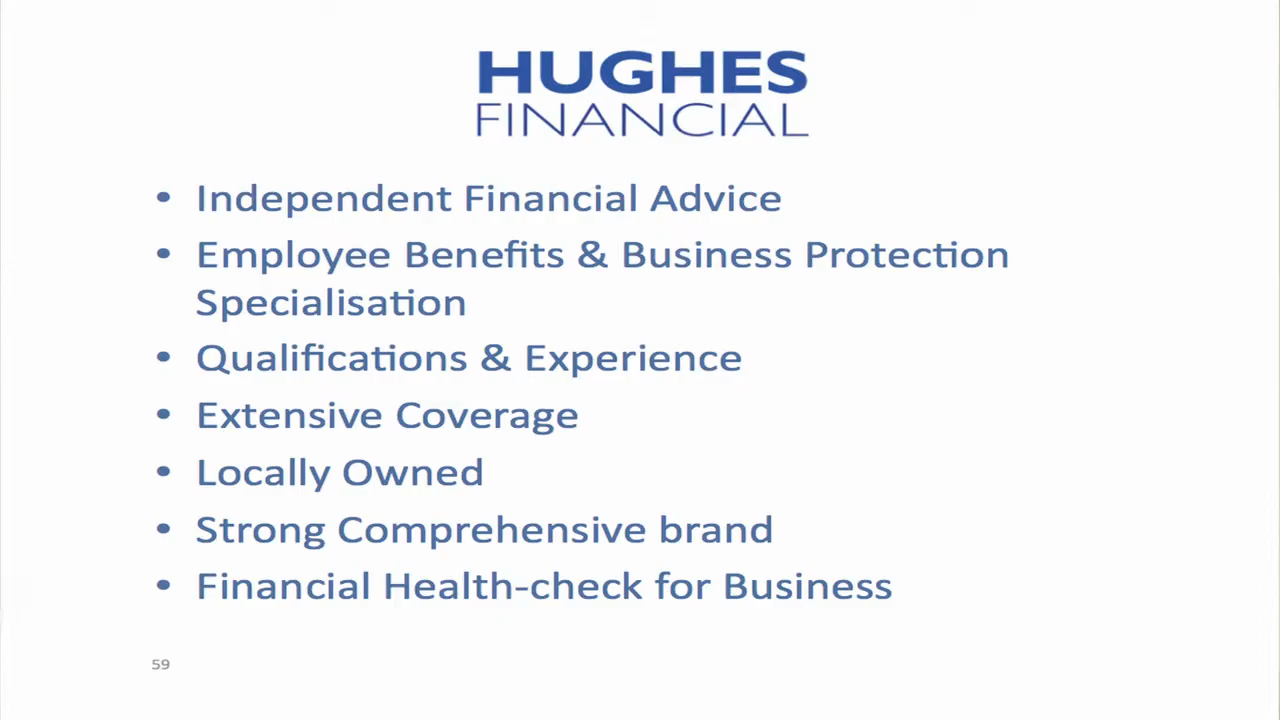 HUGHES
FINANCIAL
• Independent Financial Advice
• Employee Benefits & Business Protection
Specialisation
• Qualifications & Experience
• Extensive Coverage
• Locally Owned
• Strong Comprehensive brand
• Financial Health-check for Business
59